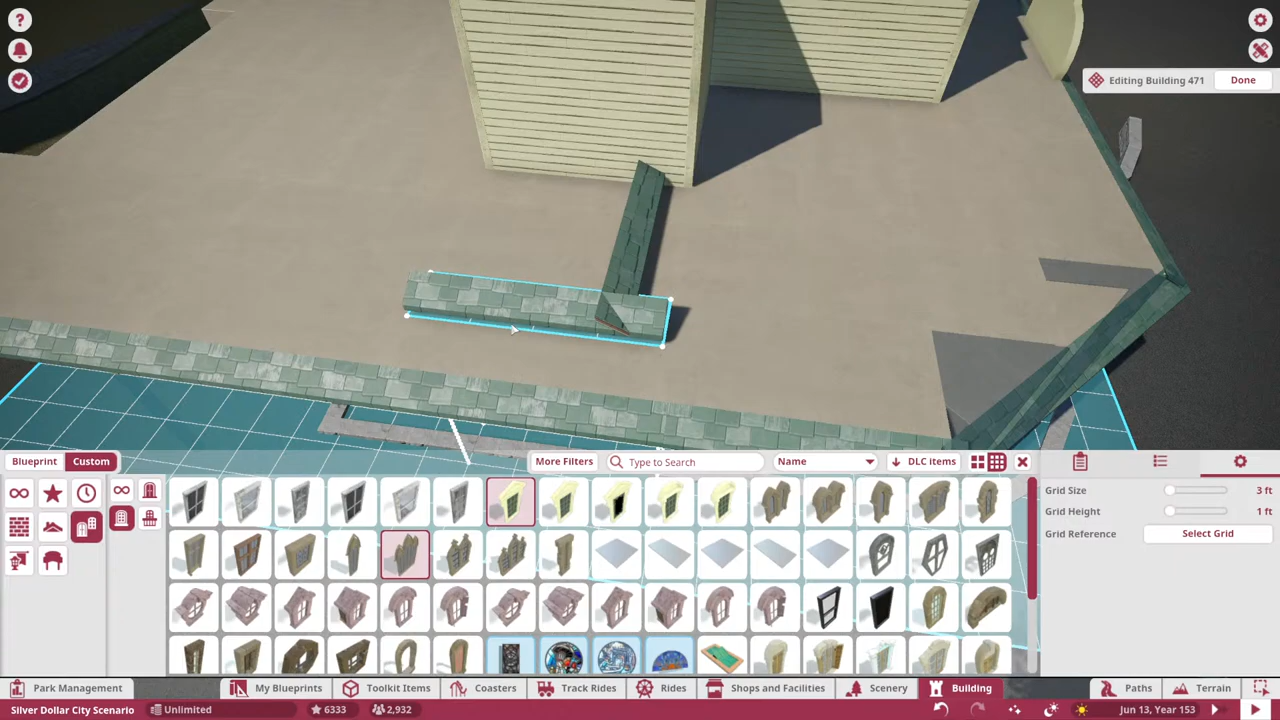 ?
Editing Building 471
Done
Blueprint
Custom
More Filters
Type to Search
Name
DLC items
Grid Size
3 ft
Grid Height
1 ft
Grid Reference
Select Grid
Park Management
My Blueprints
Toolkit Items
Coasters
Track Rides
Rides
Shops and Facilities
Scenery
Building
Paths
Terrain
Silver Dollar City Scenario
Unlimited
6333
2,932
Jun 13, Year 153